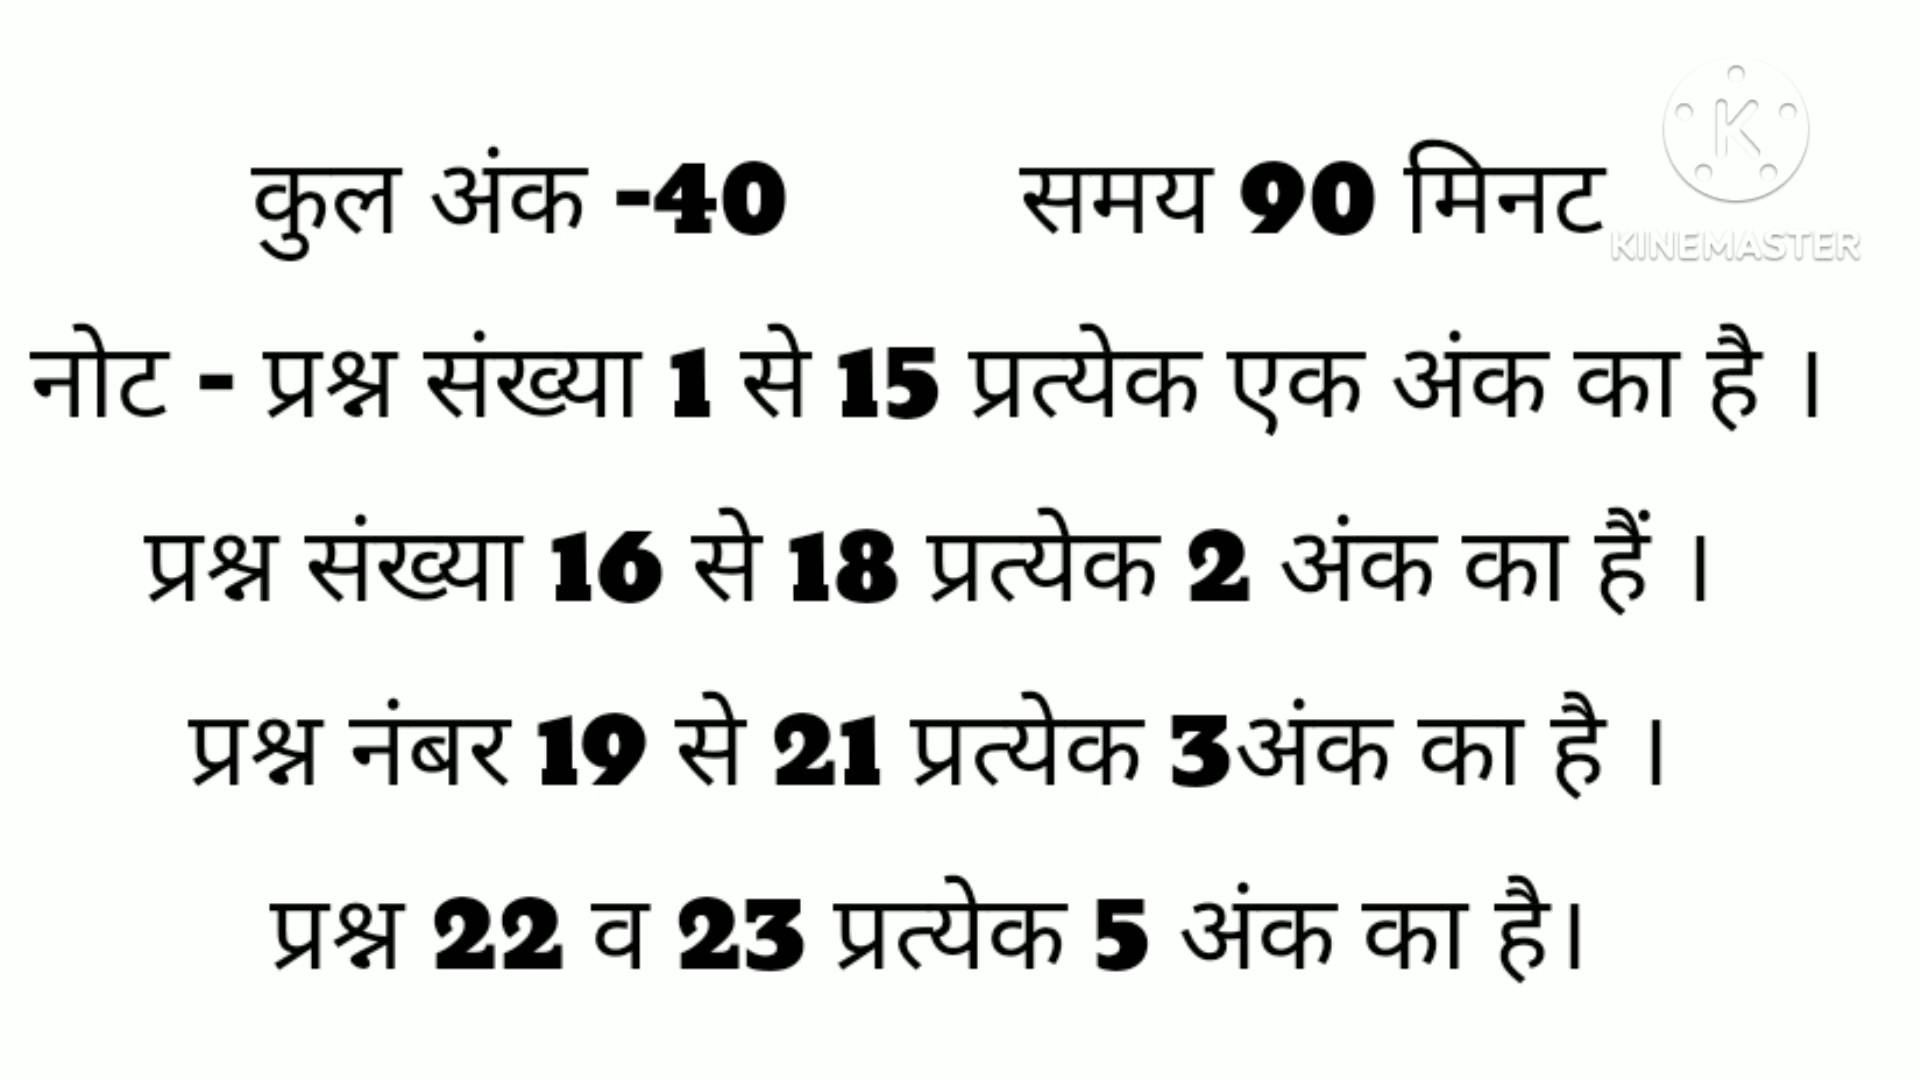 कुल अंक -40 समय 90 मिनट
KINEMASTER
नोट - प्रश्न संख्या 1 से 15 प्रत्येक एक अंक का है ।
प्रश्न संख्या 16 से 18 प्रत्येक 2 अंक का हैं ।
प्रश्न नंबर 19 से 21 प्रत्येक 3अंक का है ।
प्रश्न 22 व 23 प्रत्येक 5 अंक का है।